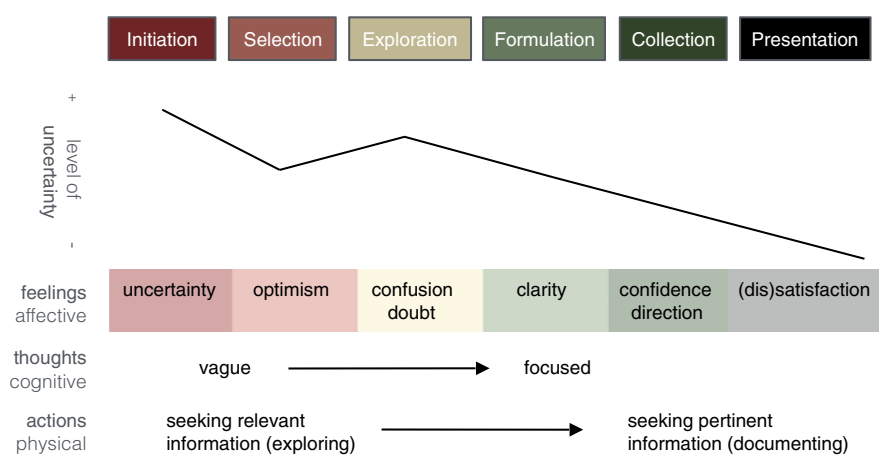 Initiation
Selection
Exploration
Formulation
Collection
Presentation
+
level of
uncertainty
-
feelings
affective
uncertainty
optimism
confusion
doubt
clarity
confidence
direction
(dis)satisfaction
thoughts
cognitive
vague
focused
actions
physical
seeking relevant
information (exploring)
seeking pertinent
information (documenting)